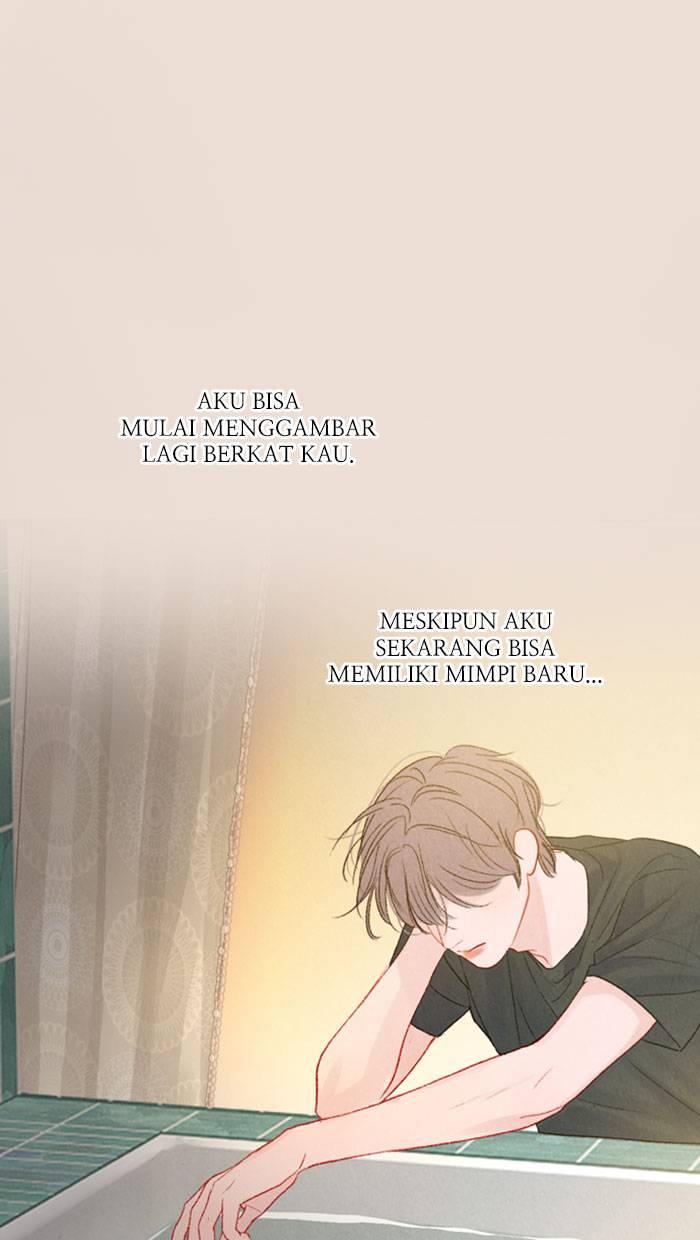 AKU BISA
MULAI MENGGAMBAR
LAGI BERKAT KAU.
MESKIPUN AKU
SEKARANG BISA
MEMILIKI MIMPI BARU...